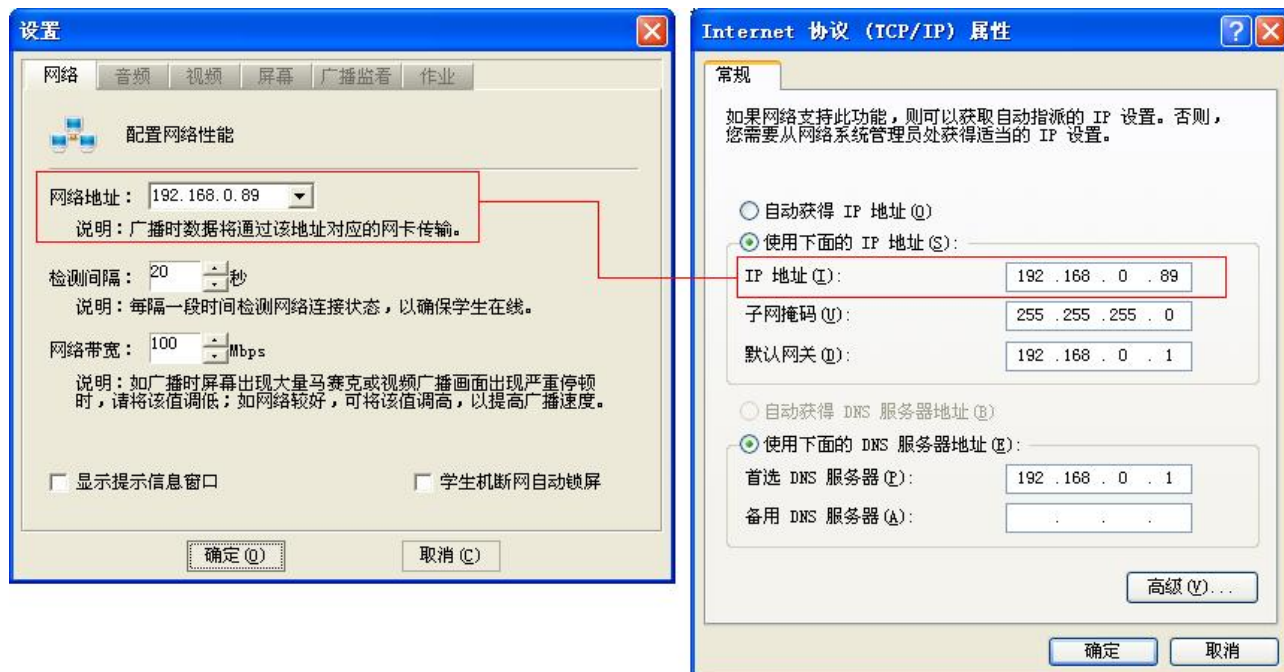 设置
网络 音频 视频 屏幕 广播监看 作业
配置网络性能
网络地址： 192.168.0.89
说明：广播时数据将通过该地址对应的网卡传输。
检测间隔： 20 秒
说明：每隔一段时间检测网络连接状态，以确保学生在线。
网络带宽： 100 Mbps
说明：如广播时屏幕出现大量马赛克或视频广播画面出现严重停顿
时，请将该值调低；如网络较好，可将该值调高，以提高广播速度。
显示提示信息窗口 学生机断网自动锁屏
确定(O) 取消(C)
Internet 协议 (TCP/IP) 属性
常规
如果网络支持此功能，则可以获取自动指派的 IP 设置。否则，
您需要从网络系统管理员处获得适当的 IP 设置。
自动获得 IP 地址(O)
使用下面的 IP 地址(S):
IP 地址(I): 192 .168 . 0 . 89
子网掩码(U): 255 .255 .255 . 0
默认网关(D): 192 .168 . 0 . 1
自动获得 DNS 服务器地址(B)
使用下面的 DNS 服务器地址(E):
首选 DNS 服务器(P): 192 .168 . 0 . 1
备用 DNS 服务器(A): . . .
高级(V)...
确定 取消